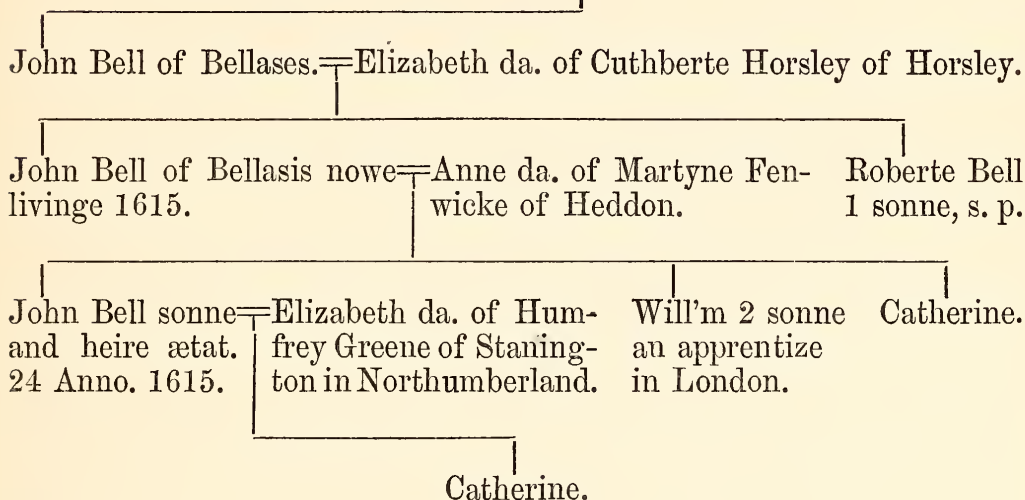 John Bell of Bellases.=Elizabeth da. of Cuthberte Horsley of Horsley.
John Bell of Bellasis nowe=Anne da. of Martyne Fen- Roberte Bell
livinge 1615. wicke of Heddon. 1 sonne, s. p.
John Bell sonne=Elizabeth da. of Hum- Will'm 2 sonne Catherine.
and heire ætat. frey Greene of Staning- an apprentize
24 Anno. 1615. ton in Northumberland. in London.
Catherine.